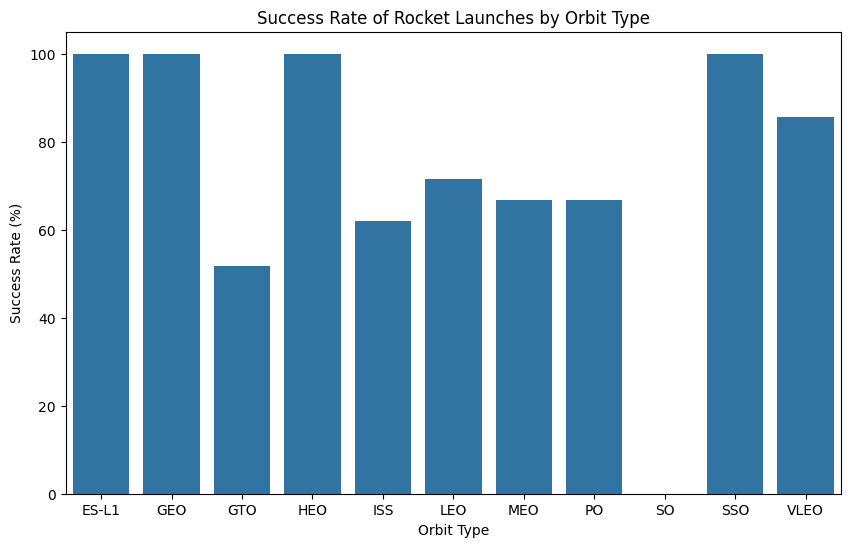 Success Rate of Rocket Launches by Orbit Type
Success Rate (%)
100
80
60
40
20
0
ES-L1 GEO GTO HEO ISS LEO MEO PO SO SSO VLEO
Orbit Type